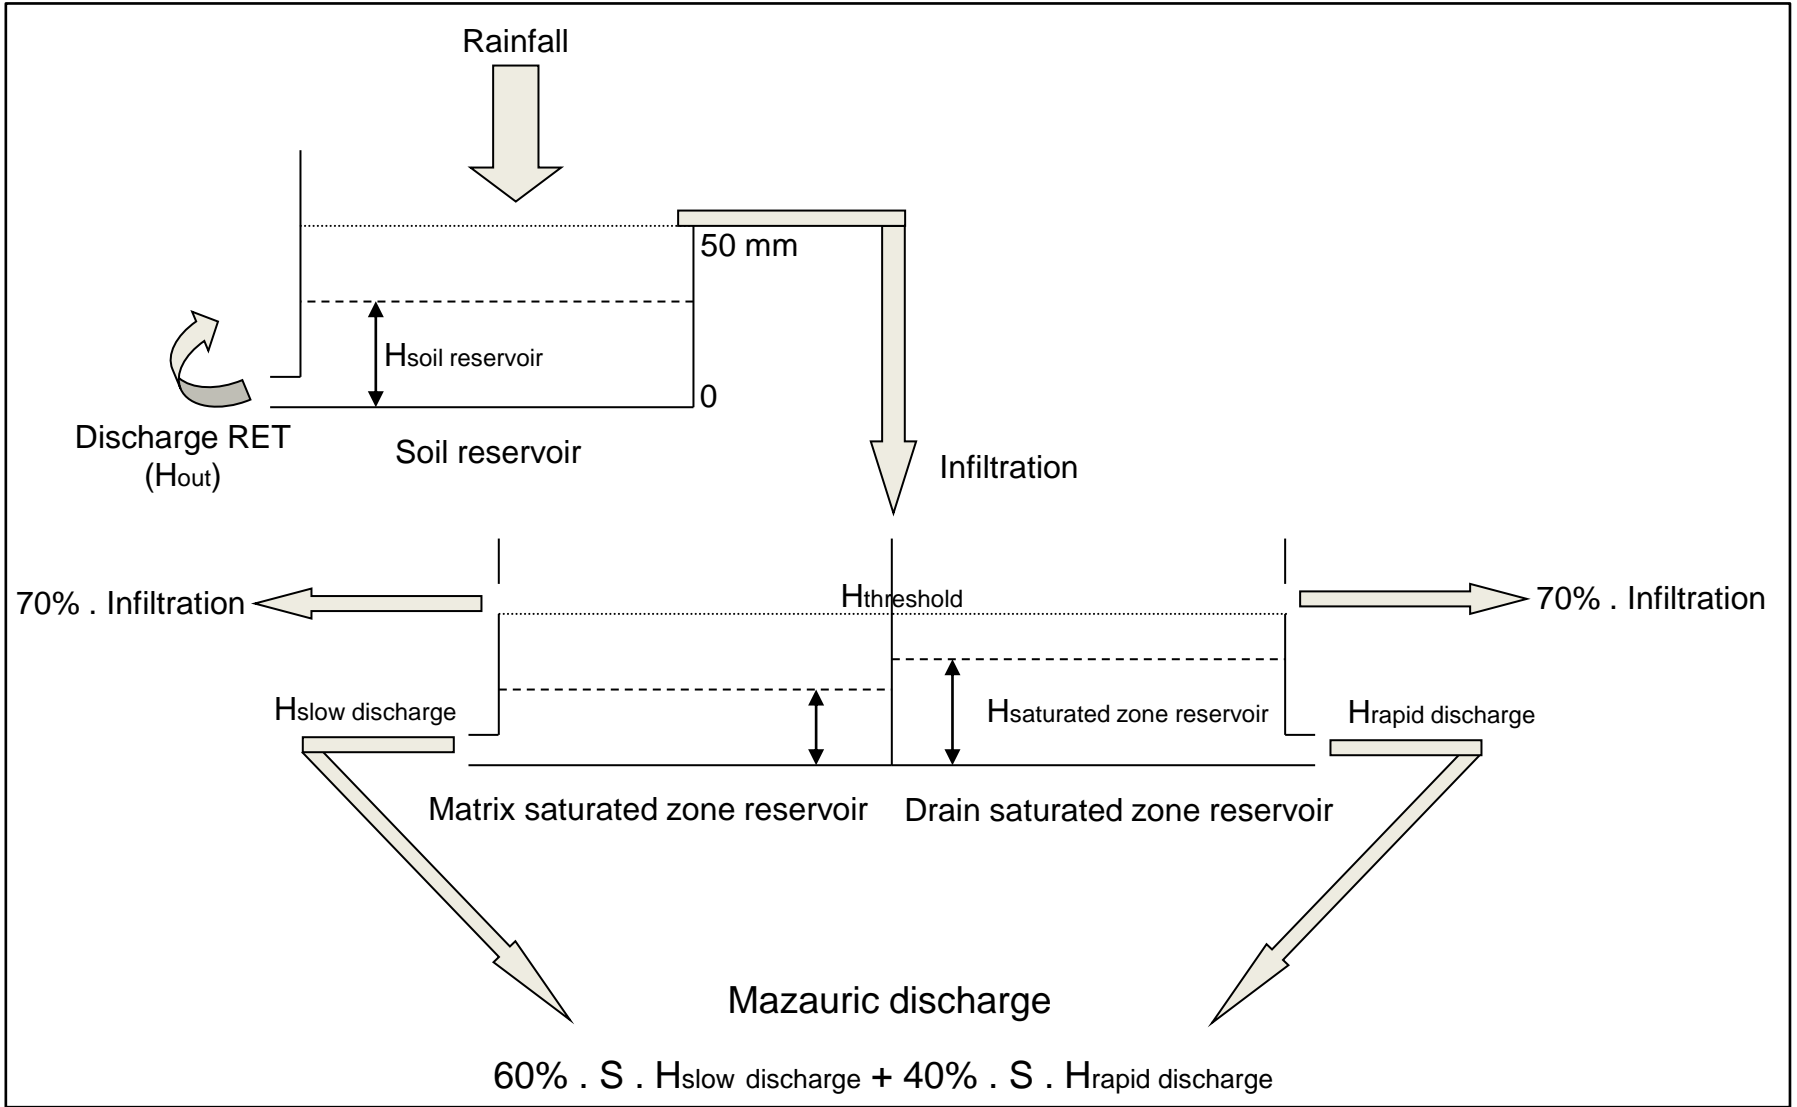 Rainfall
50 mm
Hsoil reservoir
0
Discharge RET
(Hout)
Soil reservoir
Infiltration
70% . Infiltration
Hthreshold
70% . Infiltration
Hslow discharge
Hsaturated zone reservoir
Hrapid discharge
Matrix saturated zone reservoir
Drain saturated zone reservoir
Mazauric discharge
60% . S . Hslow discharge + 40% . S . Hrapid discharge